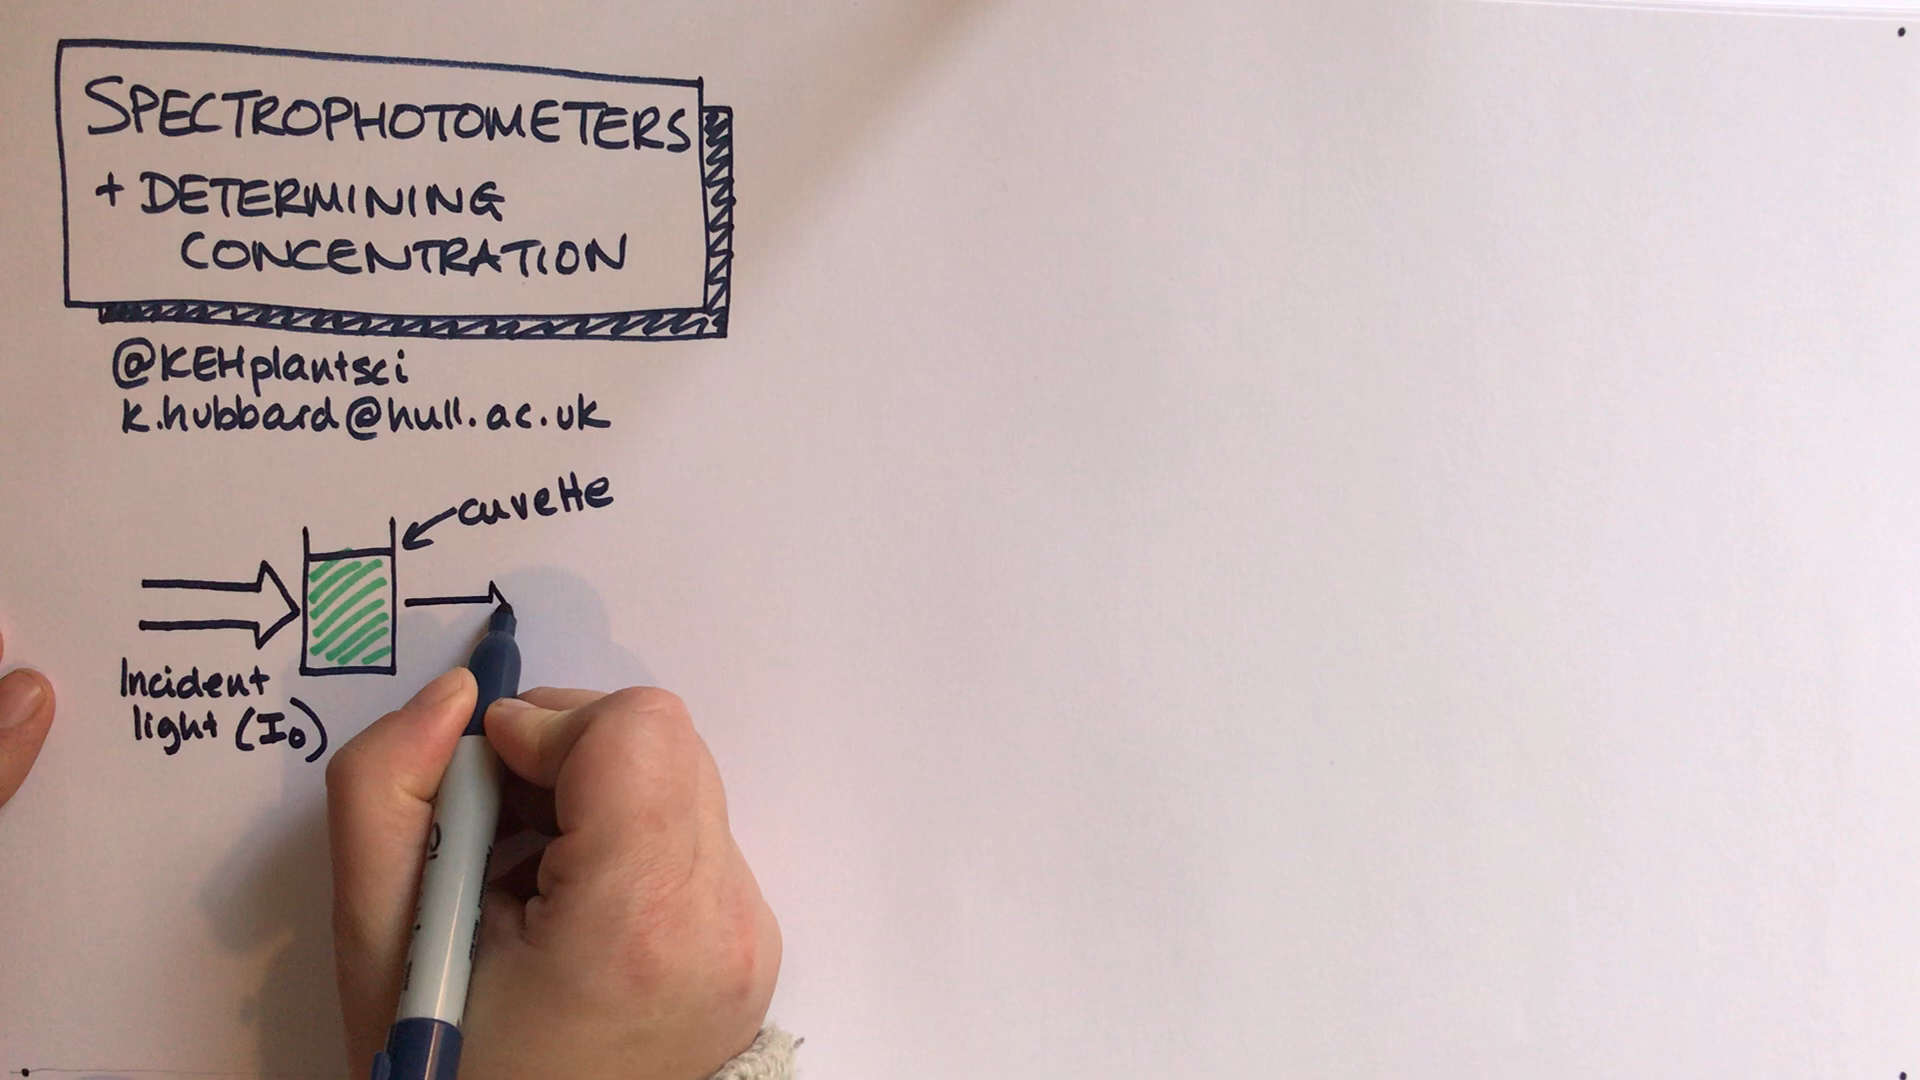 SPECTROPHOTOMETERS
+ DETERMINING
CONCENTRATION
@KEHplantsci
k.hubbard@hull.ac.uk
cuvette
Incident
light (I₀)